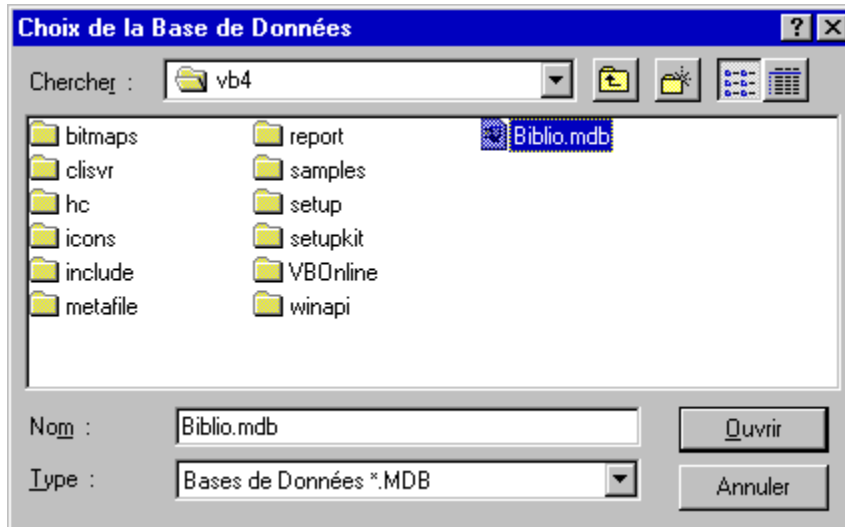 Choix de la Base de Données
Chercher : vb4
bitmaps report Biblio.mdb
clisvr samples
hc setup
icons setupkit
include VBOnline
metafile winapi
Nom : Biblio.mdb Ouvrir
Type : Bases de Données *.MDB Annuler